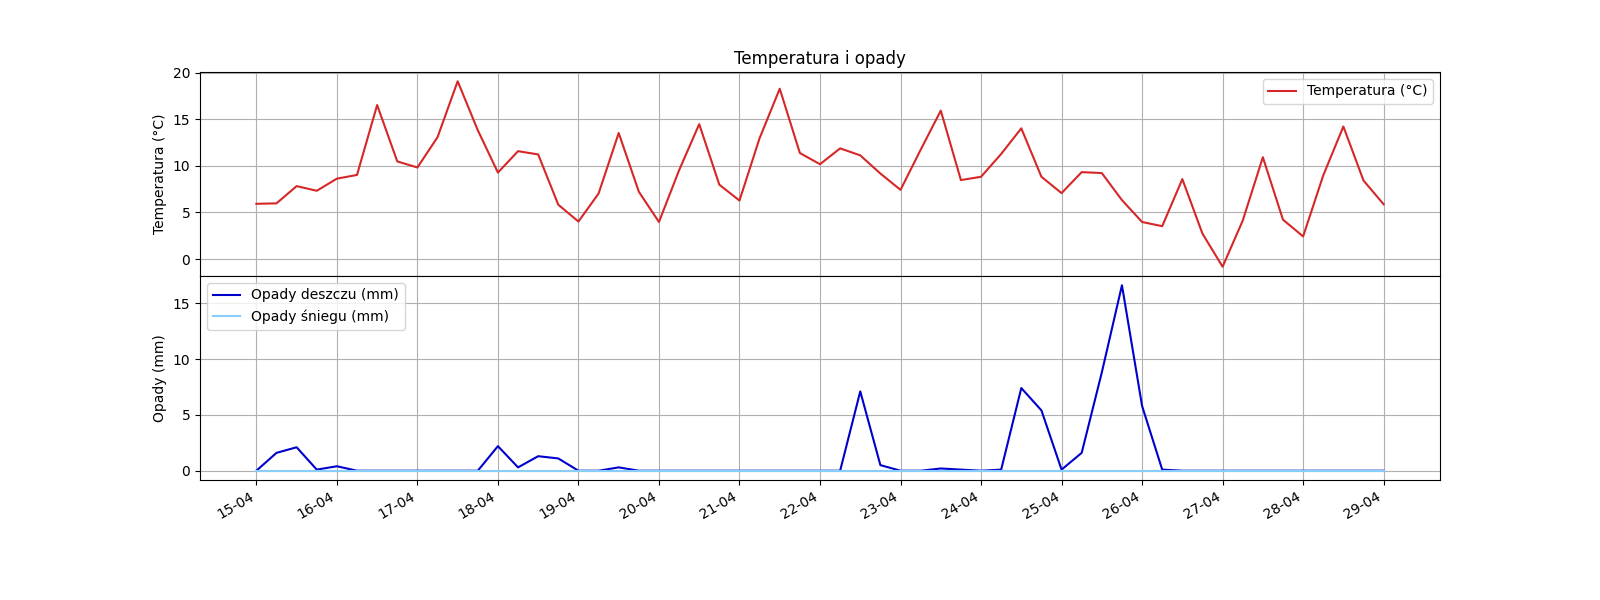 Temperatura i opady
Temperatura (°C)
20
15
10
5
0
Temperatura (°C)
Opady (mm)
15
10
5
0
Opady deszczu (mm)
Opady śniegu (mm)
15-04 16-04 17-04 18-04 19-04 20-04 21-04 22-04 23-04 24-04 25-04 26-04 27-04 28-04 29-04